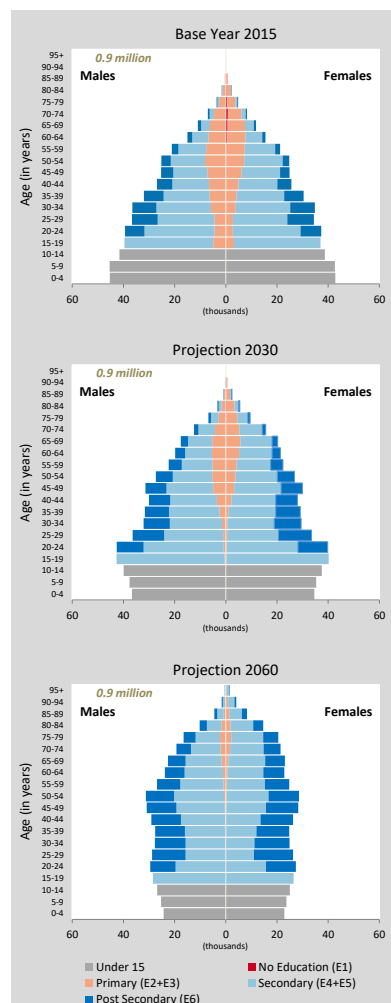 Base Year 2015
0.9 million
Males
Females
Age (in years)
95+
90-94
85-89
80-84
75-79
70-74
65-69
60-64
55-59
50-54
45-49
40-44
35-39
30-34
25-29
20-24
15-19
10-14
5-9
0-4
60 40 20 0 20 40 60
(thousands)
Projection 2030
0.9 million
Males
Females
Age (in years)
95+
90-94
85-89
80-84
75-79
70-74
65-69
60-64
55-59
50-54
45-49
40-44
35-39
30-34
25-29
20-24
15-19
10-14
5-9
0-4
60 40 20 0 20 40 60
(thousands)
Projection 2060
0.9 million
Males
Females
Age (in years)
95+
90-94
85-89
80-84
75-79
70-74
65-69
60-64
55-59
50-54
45-49
40-44
35-39
30-34
25-29
20-24
15-19
10-14
5-9
0-4
60 40 20 0 20 40 60
(thousands)
Under 15
No Education (E1)
Primary (E2+E3)
Secondary (E4+E5)
Post Secondary (E6)